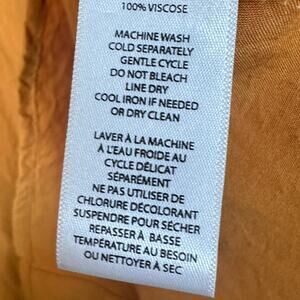 100% VISCOSE
MACHINE WASH
COLD SEPARATELY
GENTLE CYCLE
DO NOT BLEACH
LINE DRY
COOL IRON IF NEEDED
OR DRY CLEAN
LAVER À LA MACHINE
À L'EAU FROIDE AU
CYCLE DÉLICAT
SÉPARÉMENT
NE PAS UTILISER DE
CHLORURE DÉCOLORANT
SUSPENDRE POUR SÉCHER
REPASSER À BASSE
TEMPÉRATURE AU BESOIN
OU NETTOYER À SEC